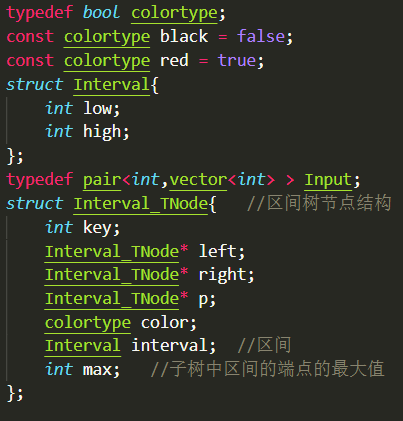 typedef bool colortype;
const colortype black = false;
const colortype red = true;
struct Interval{
    int low;
    int high;
};
typedef pair<int,vector<int> > Input;
struct Interval_TNode{   //区间树节点结构
    int key;
    Interval_TNode* left;
    Interval_TNode* right;
    Interval_TNode* p;
    colortype color;
    Interval interval;  //区间
    int max;   //子树中区间的端点的最大值
};